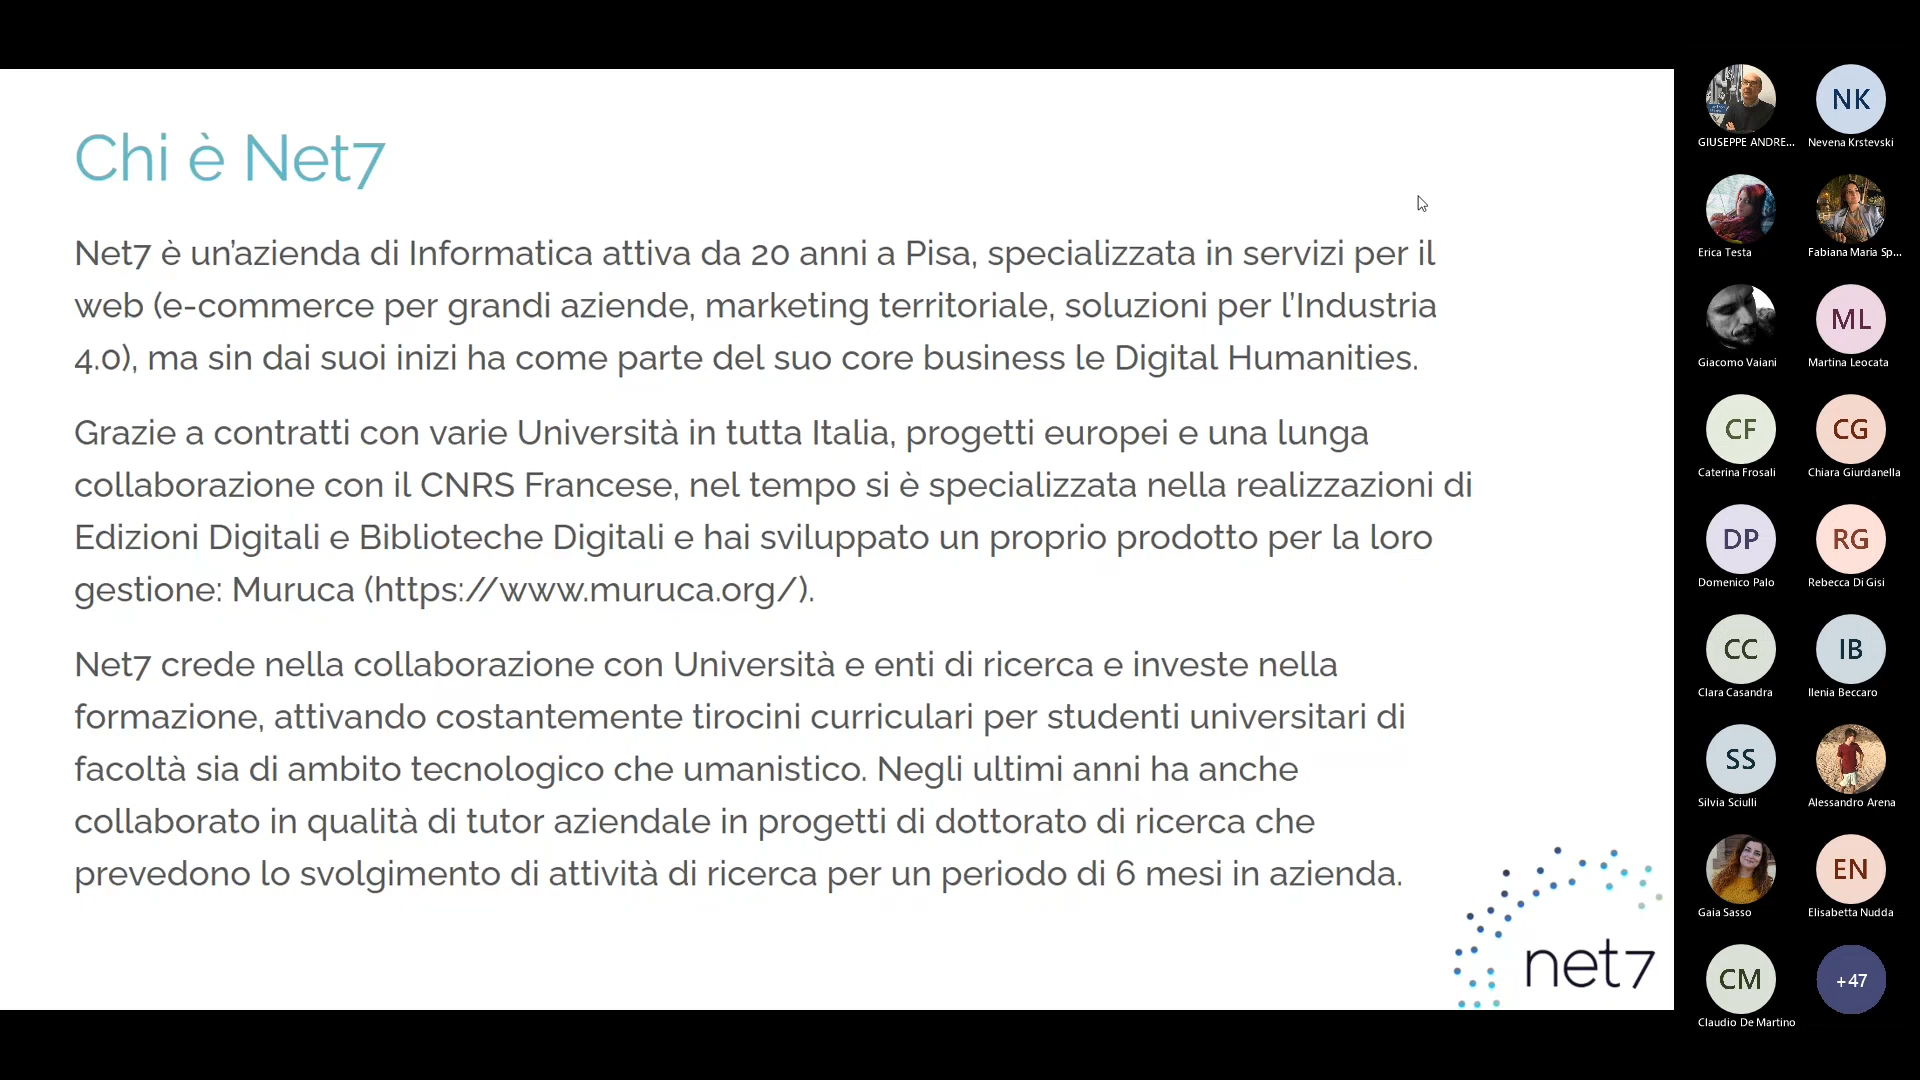 Chi è Net7
Net7 è un'azienda di Informatica attiva da 20 anni a Pisa, specializzata in servizi per il
web (e-commerce per grandi aziende, marketing territoriale, soluzioni per l'Industria
4.0), ma sin dai suoi inizi ha come parte del suo core business le Digital Humanities.
Grazie a contratti con varie Università in tutta Italia, progetti europei e una lunga
collaborazione con il CNRS Francese, nel tempo si è specializzata nella realizzazioni di
Edizioni Digitali e Biblioteche Digitali e hai sviluppato un proprio prodotto per la loro
gestione: Muruca (https://www.muruca.org/).
Net7 crede nella collaborazione con Università e enti di ricerca e investe nella
formazione, attivando costantemente tirocini curriculari per studenti universitari di
facoltà sia di ambito tecnologico che umanistico. Negli ultimi anni ha anche
collaborato in qualità di tutor aziendale in progetti di dottorato di ricerca che
prevedono lo svolgimento di attività di ricerca per un periodo di 6 mesi in azienda.
net7
GIUSEPPE ANDRE...
NK
Nevena Krstevski
Erica Testa
Fabiana Maria Sp...
Giacomo Vaiani
ML
Martina Leocata
CF
Caterina Frosali
CG
Chiara Giurdanella
DP
Domenico Palo
RG
Rebecca Di Gisi
CC
Clara Casandra
IB
Ilenia Beccaro
SS
Silvia Sciulli
Alessandro Arena
Gaia Sasso
EN
Elisabetta Nudda
CM
Claudio De Martino
+47